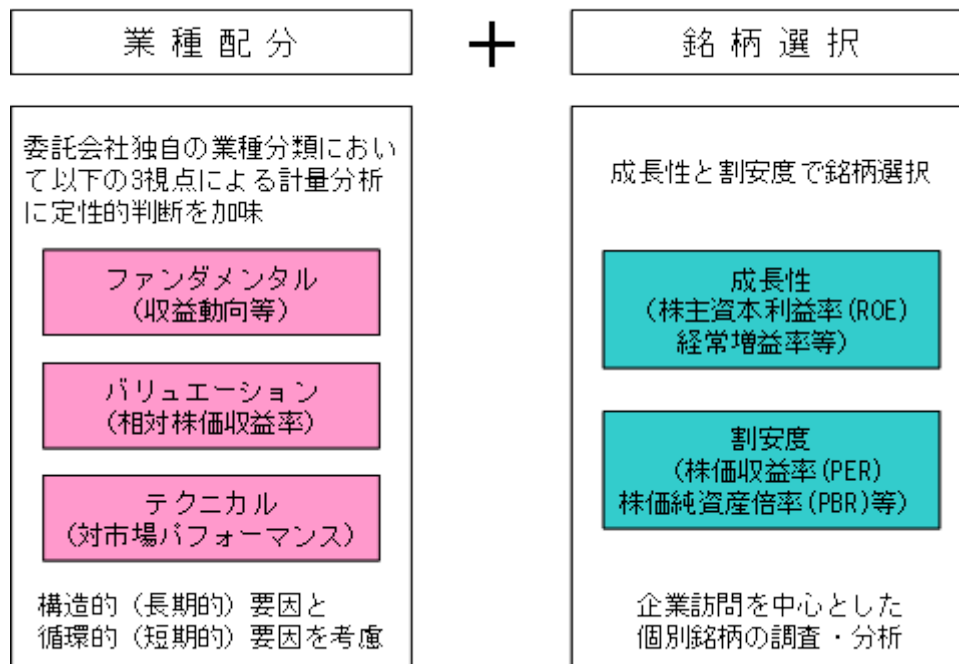 業種配分
＋
銘柄選択
委託会社独自の業種分類におい
て以下の3視点による計量分析
に定性的判断を加味
ファンダメンタル
(収益動向等)
バリュエーション
(相対株価収益率)
テクニカル
(対市場パフォーマンス)
構造的（長期的）要因と
循環的（短期的）要因を考慮
成長性と割安度で銘柄選択
成長性
(株主資本利益率(ROE)
経常増益率等)
割安度
(株価収益率(PER)
株価純資産倍率(PBR)等)
企業訪問を中心とした
個別銘柄の調査・分析